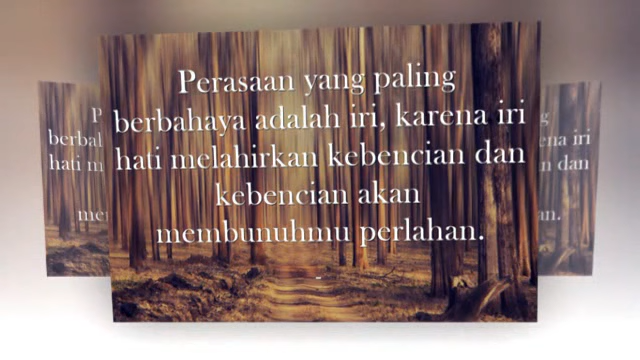 Perasaan yang paling
berbahaya adalah iri, karena iri
hati melahirkan kebencian dan
kebencian akan
membunuhmu perlahan.
-